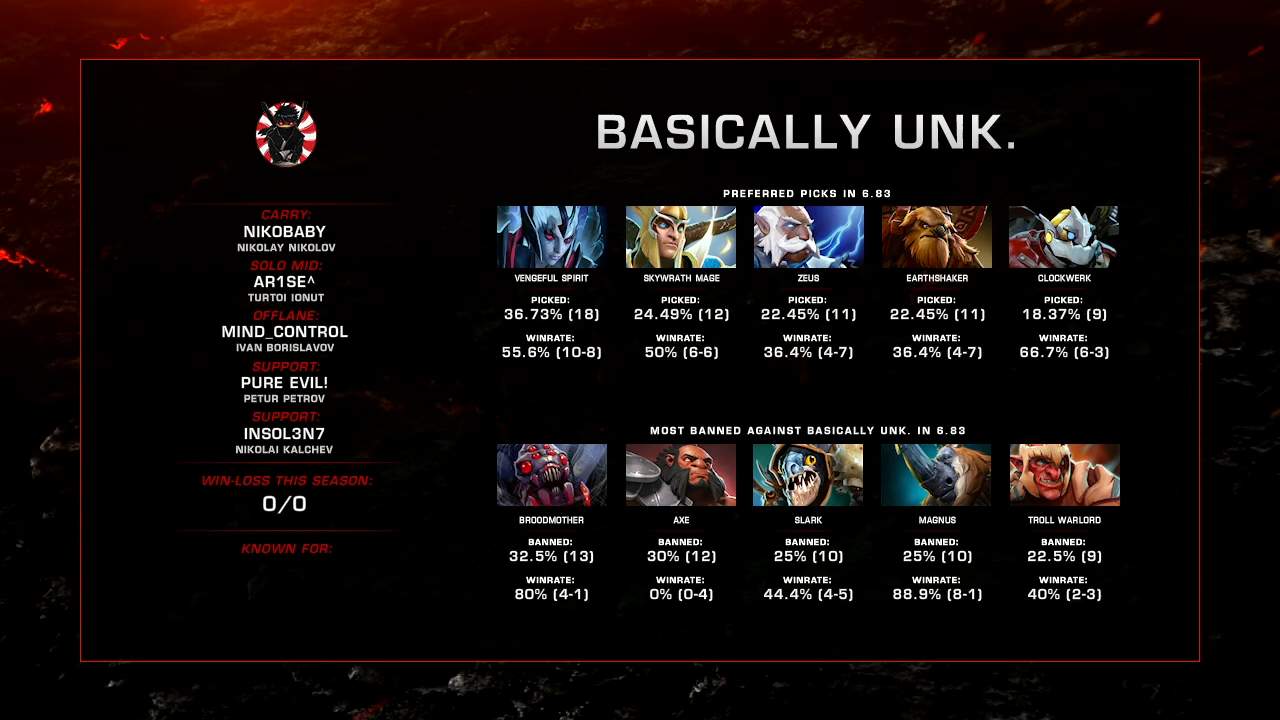 BASICALLY UNK.
CARRY:
NIKOBABY
NIKOLAY NIKOLOV
SOLO MID:
AR1SE^
TURTOI IONUT
OFFLANE:
MIND_CONTROL
IVAN BORISLAVOV
SUPPORT:
PURE EVIL!
PETUR PETROV
SUPPORT:
INSOL3N7
NIKOLAI KALCHEV
WIN-LOSS THIS SEASON:
0/0
KNOWN FOR:
PREFERRED PICKS IN 6.83
VENGEFUL SPIRIT SKYWRATH MAGE ZEUS EARTHSHAKER CLOCKWERK
PICKED: PICKED: PICKED: PICKED: PICKED:
36.73% (18) 24.49% (12) 22.45% (11) 22.45% (11) 18.37% (9)
WINRATE: WINRATE: WINRATE: WINRATE: WINRATE:
55.6% (10-8) 50% (6-6) 36.4% (4-7) 36.4% (4-7) 66.7% (6-3)
MOST BANNED AGAINST BASICALLY UNK. IN 6.83
BROODMOTHER AXE SLARK MAGNUS TROLL WARLORD
BANNED: BANNED: BANNED: BANNED: BANNED:
32.5% (13) 30% (12) 25% (10) 25% (10) 22.5% (9)
WINRATE: WINRATE: WINRATE: WINRATE: WINRATE:
80% (4-1) 0% (0-4) 44.4% (4-5) 88.9% (8-1) 40% (2-3)